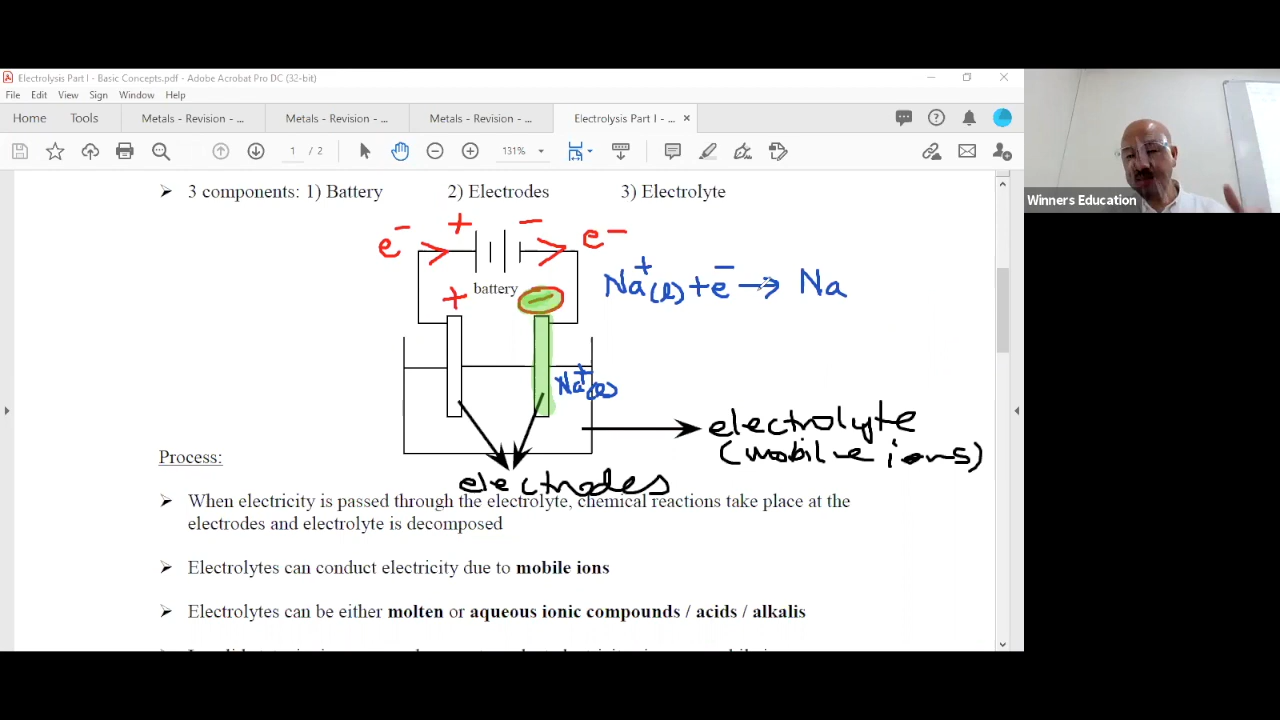 Electrolysis Part I - Basic Concepts.pdf - Adobe Acrobat Pro DC (32-bit)
File Edit View Sign Window Help
Home Tools Metals - Revision - ... Metals - Revision - ... Metals - Revision - ... Electrolysis Part I - ... ×
1 / 2 131%
Winners Education
➢ 3 components: 1) Battery 2) Electrodes 3) Electrolyte
+ −
e⁻ e⁻
battery
+ −
Na⁺(l) + e⁻ → Na
Na⁺(l)
electrolyte
(mobile ions)
electrodes
Process:
➢ When electricity is passed through the electrolyte, chemical reactions take place at the
electrodes and electrolyte is decomposed
➢ Electrolytes can conduct electricity due to mobile ions
➢ Electrolytes can be either molten or aqueous ionic compounds / acids / alkalis